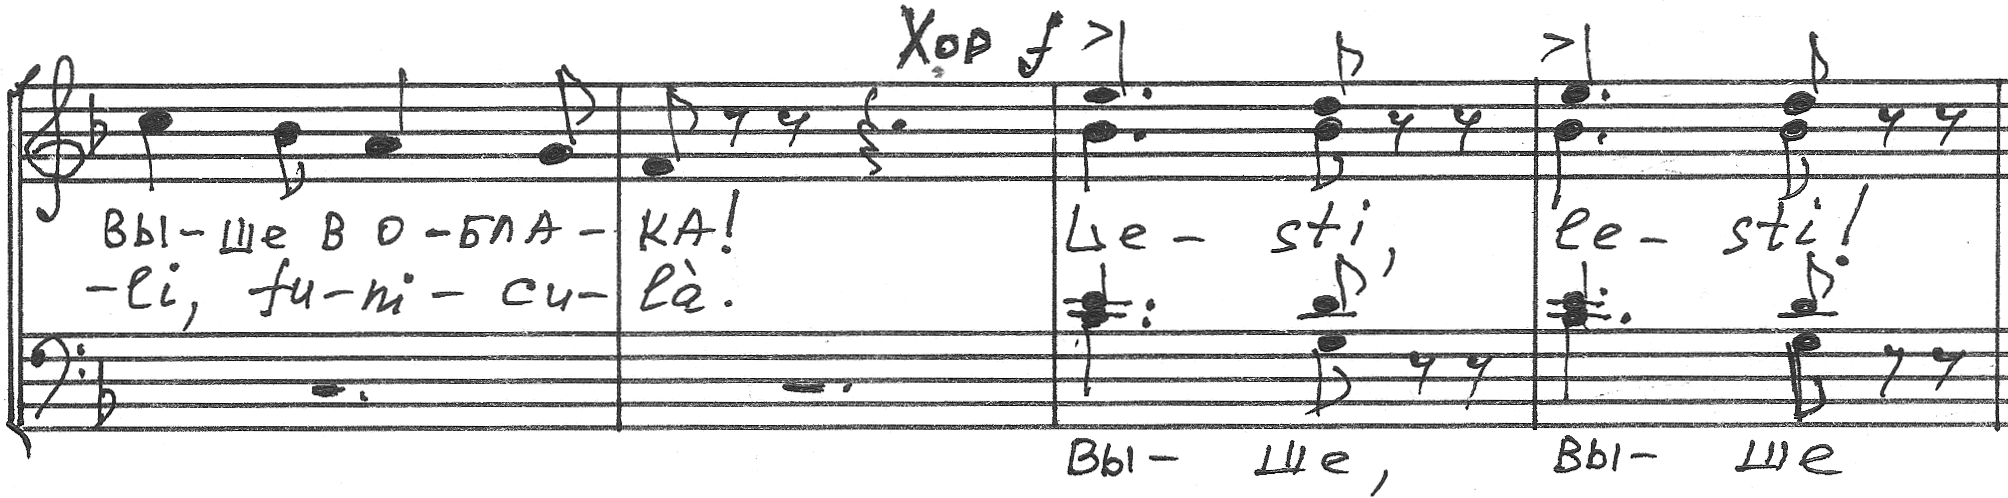 Хор f
ВЫ-ше В О-БЛА-КА! Le-sti, le-sti!
-li, fu-ni-cu-là.
ВЫ-ше, ВЫ-ше